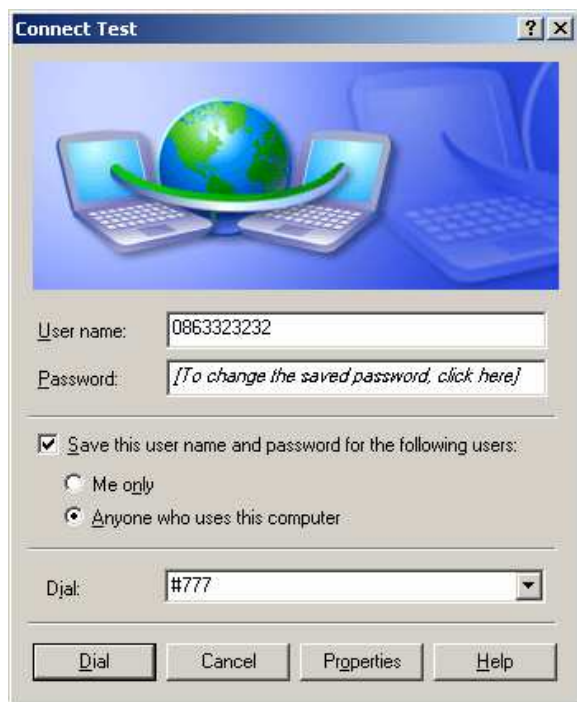 Connect Test
User name: 0863323232
Password: [To change the saved password, click here]
Save this user name and password for the following users:
Me only
Anyone who uses this computer
Dial: #777
Dial Cancel Properties Help